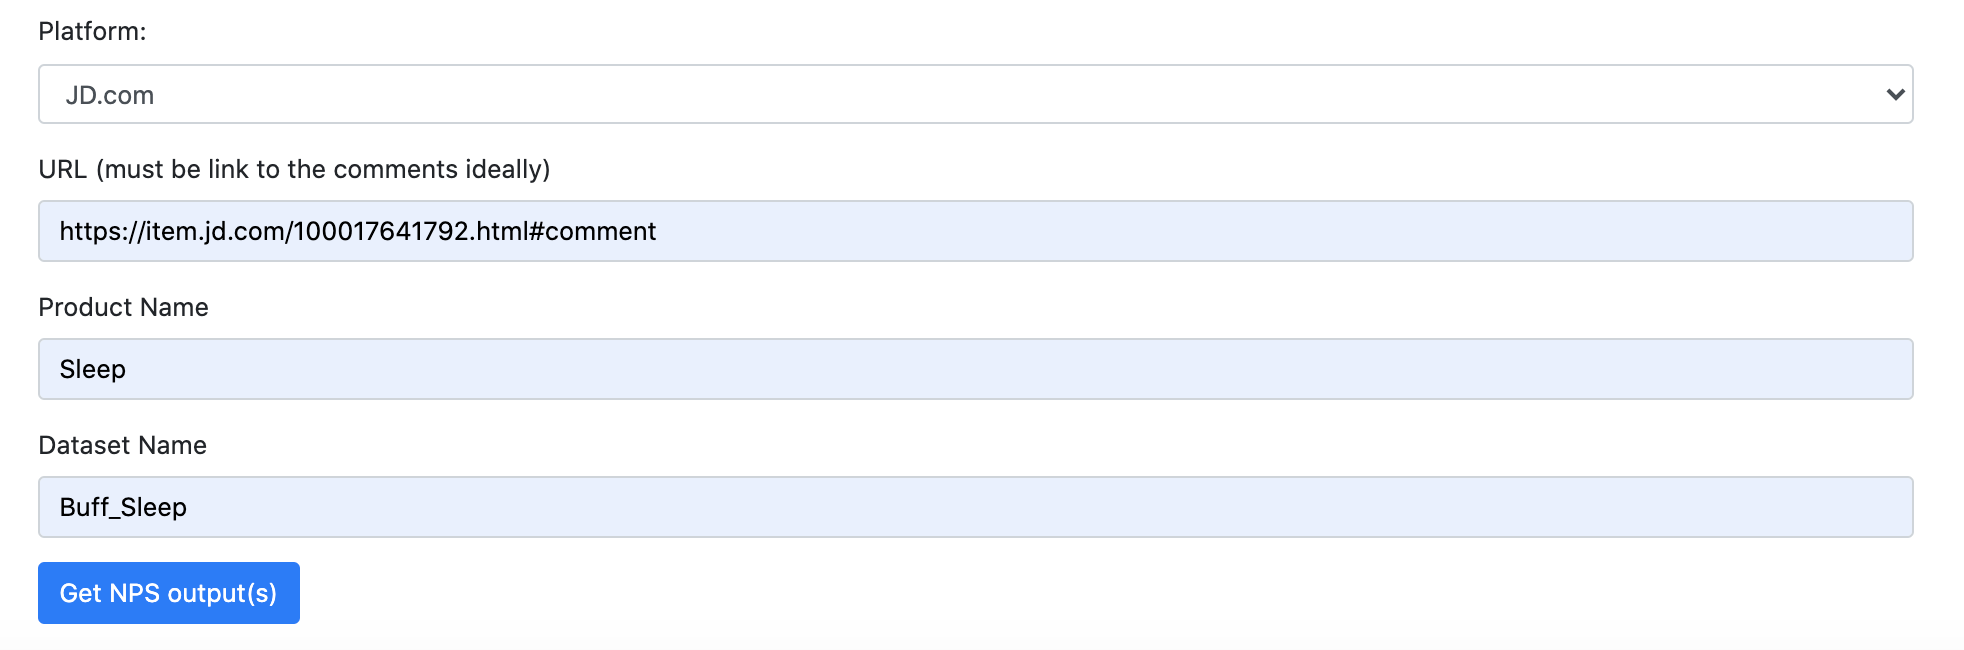 Platform:
JD.com
URL (must be link to the comments ideally)
https://item.jd.com/100017641792.html#comment
Product Name
Sleep
Dataset Name
Buff_Sleep
Get NPS output(s)